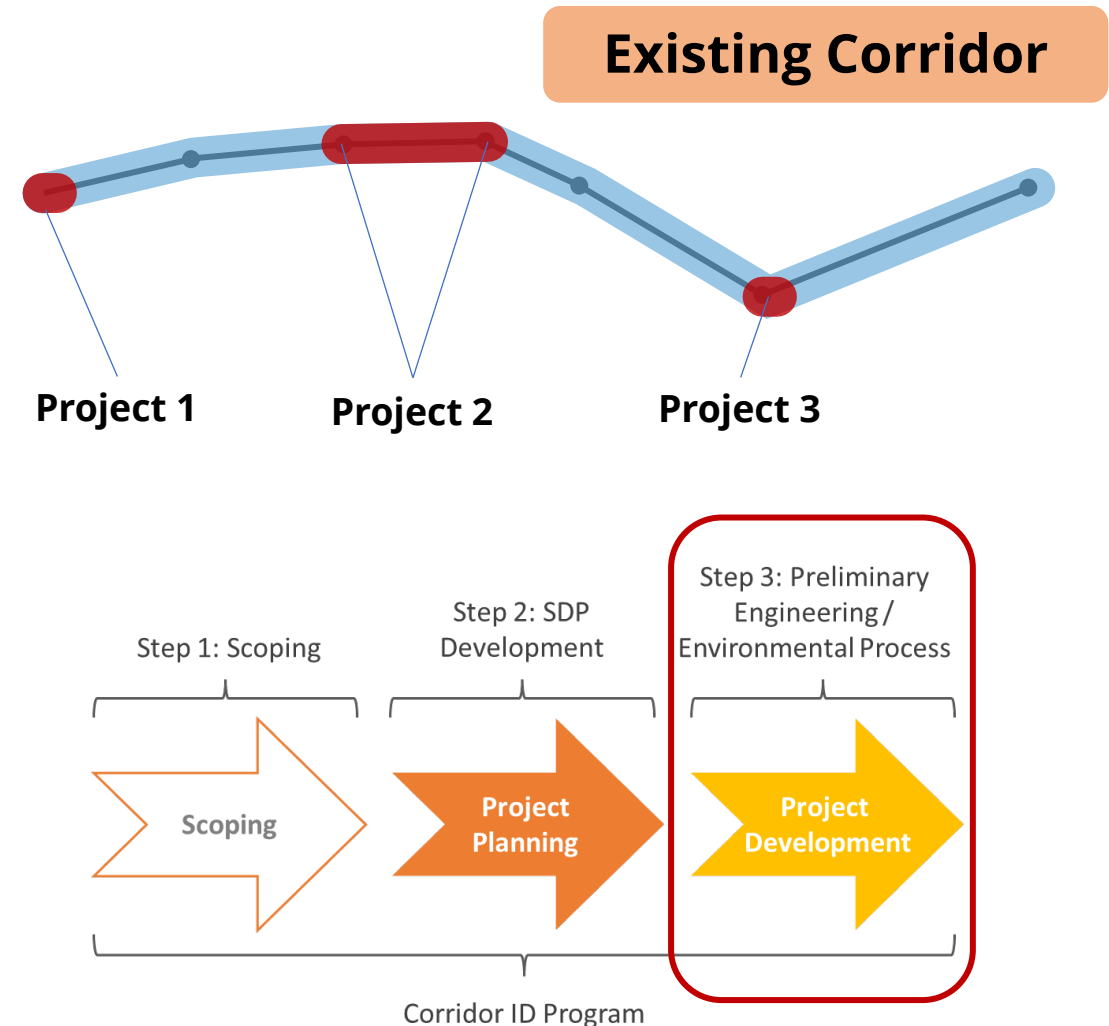 Existing Corridor
Project 1
Project 2
Project 3
Step 1: Scoping
Step 2: SDP
Development
Step 3: Preliminary
Engineering /
Environmental Process
Scoping
Project
Planning
Project
Development
Corridor ID Program